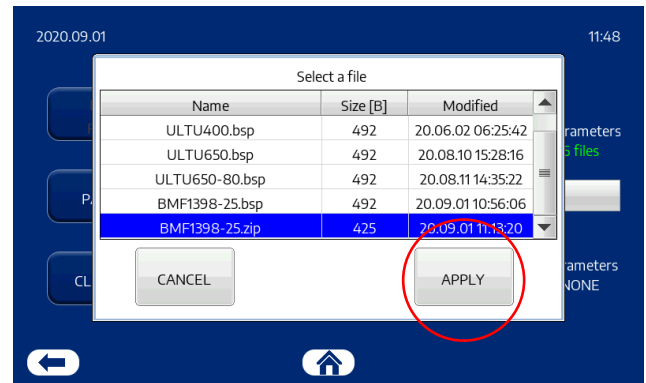 2020.09.01 11:48
Select a file
Name Size [B] Modified
ULTU400.bsp 492 20.06.02 06:25:42
ULTU650.bsp 492 20.08.10 15:28:16
ULTU650-80.bsp 492 20.08.11 14:35:22
BMF1398-25.bsp 492 20.09.01 10:56:06
BMF1398-25.zip 425 20.09.01 11:13:20
CANCEL APPLY
rameters
files
P
CL
ameters
NONE